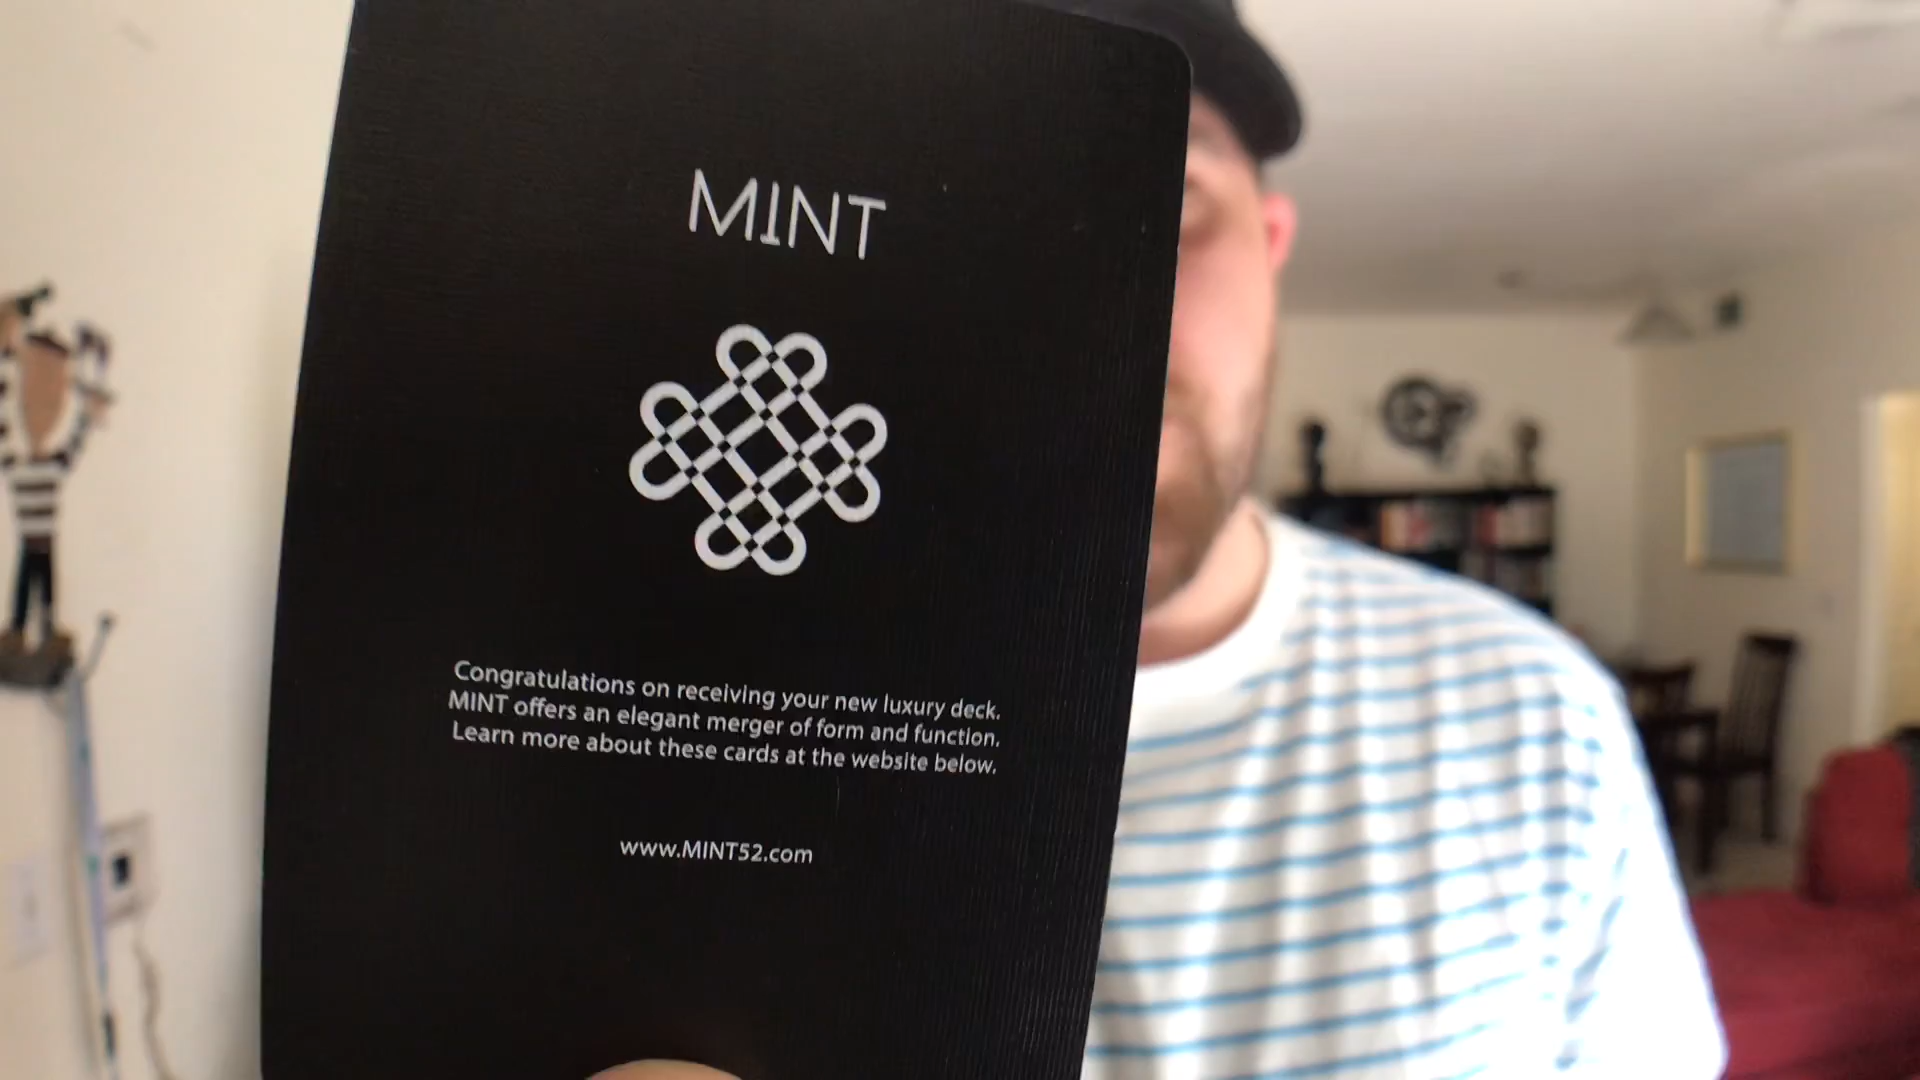 MINT
Congratulations on receiving your new luxury deck.
MINT offers an elegant merger of form and function.
Learn more about these cards at the website below.
www.MINT52.com